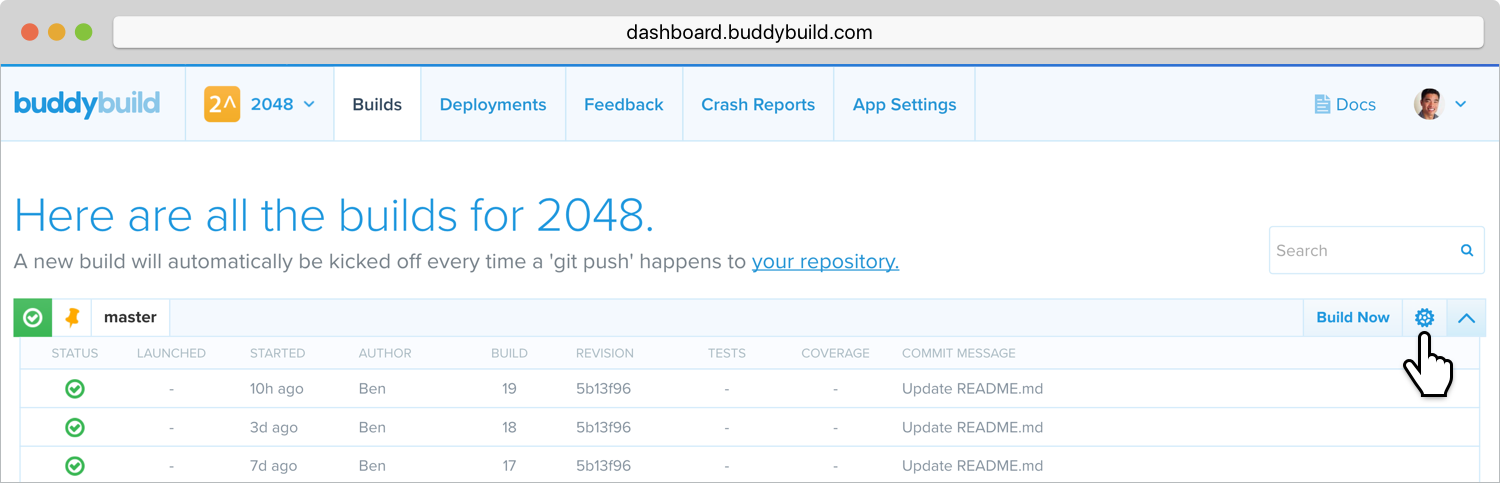 dashboard.buddybuild.com
buddybuild 2^ 2048 Builds Deployments Feedback Crash Reports App Settings Docs
Here are all the builds for 2048.
Search
A new build will automatically be kicked off every time a 'git push' happens to your repository.
master Build Now
STATUS LAUNCHED STARTED AUTHOR BUILD REVISION TESTS COVERAGE COMMIT MESSAGE
- 10h ago Ben 19 5b13f96 - - Update README.md
- 3d ago Ben 18 5b13f96 - - Update README.md
- 7d ago Ben 17 5b13f96 - - Update README.md